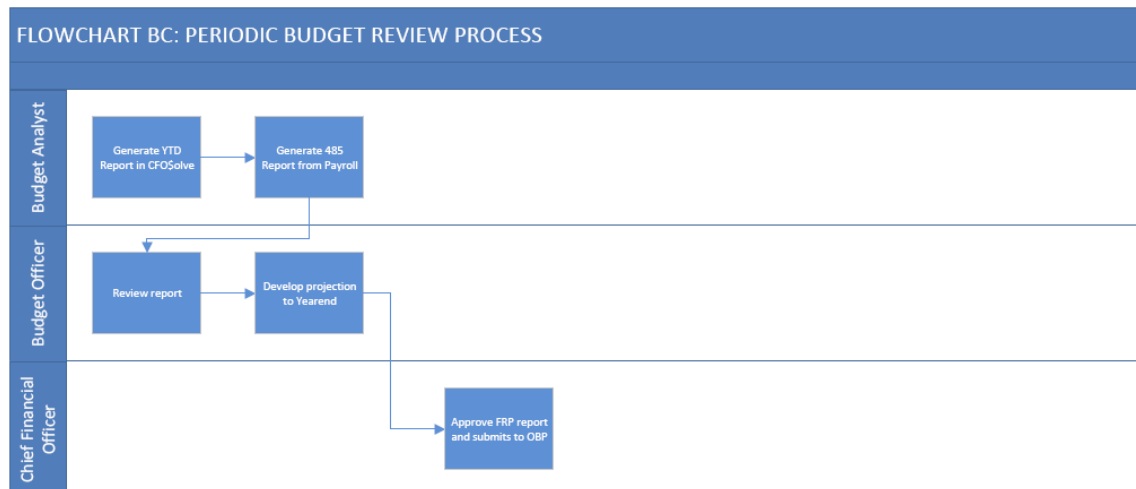 FLOWCHART BC: PERIODIC BUDGET REVIEW PROCESS
Budget Analyst
Generate YTD
Report in CFO$olve
Generate 485
Report from Payroll
Budget Officer
Review report
Develop projection
to Yearend
Chief Financial
Officer
Approve FRP report
and submits to OBP